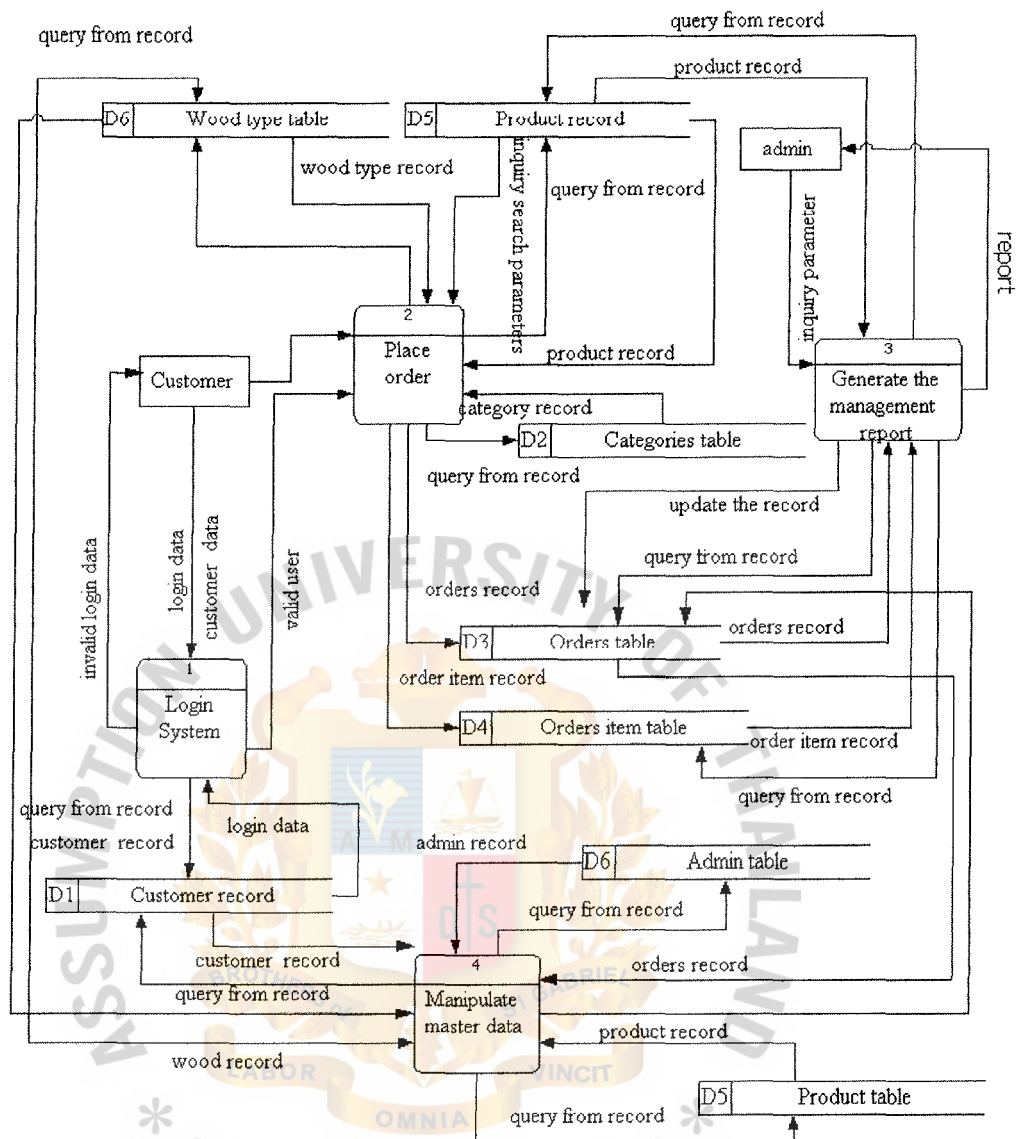 query from record
query from record
product record
D6 Wood type table
D5 Product record
admin
wood type record
inquiry search parameters
query from record
inquiry parameter
report
2
Place
order
product record
3
Generate the
management
report
Customer
category record
D2 Categories table
query from record
update the record
invalid login data
login data
customer data
valid user
query from record
orders record
D3 Orders table
orders record
order item record
1
Login
System
D4 Orders item table
order item record
query from record
query from record
customer record
login data
admin record
D6 Admin table
D1 Customer record
query from record
customer record
4
Manipulate
master data
orders record
query from record
product record
wood record
D5 Product table
query from record
ASSUMPTION UNIVERSITY OF THAILAND
A M
D S
BROTHERS OF
ST GABRIEL
LABOR
OMNIA
VINCIT